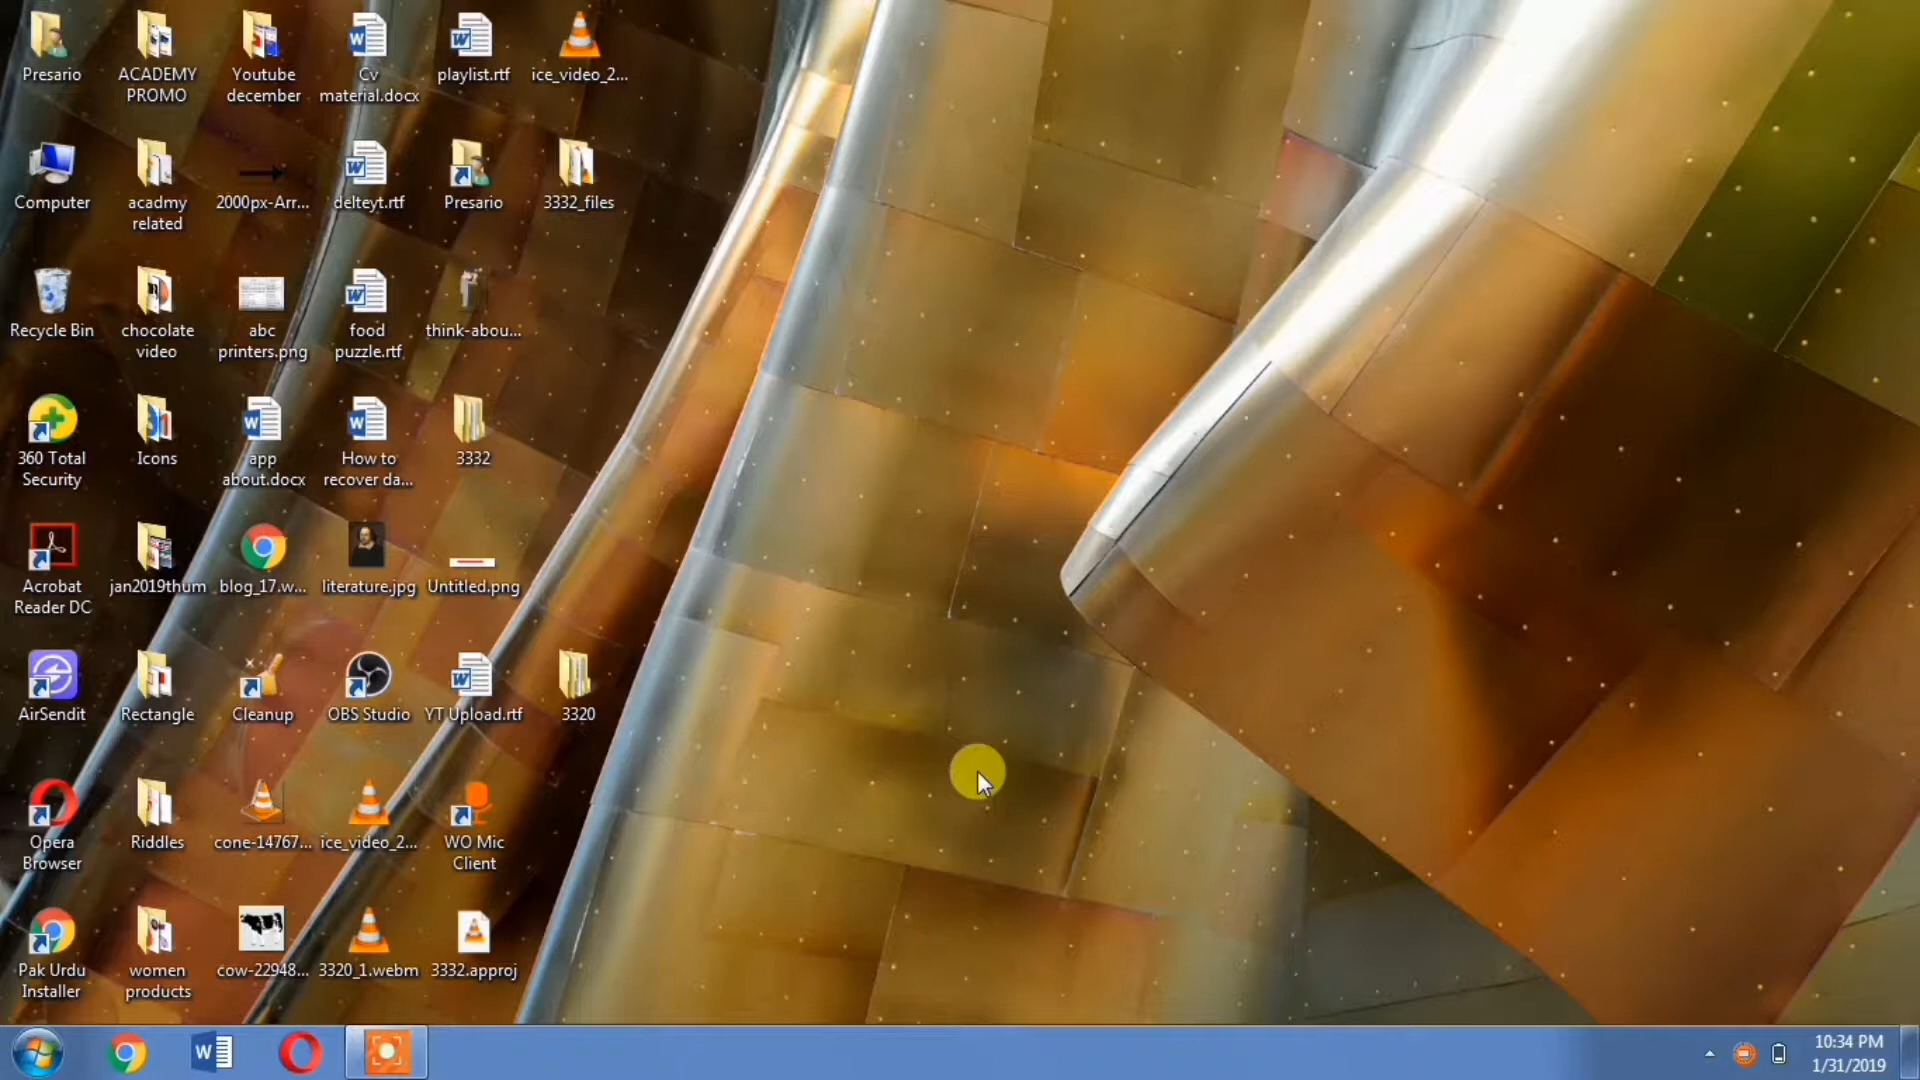 Presario
ACADEMY
PROMO
Youtube
december
Cv
material.docx
playlist.rtf
ice_video_2...
Computer
acadmy
related
2000px-Arr...
delteyt.rtf
Presario
3332_files
Recycle Bin
chocolate
video
abc
printers.png
food
puzzle.rtf
think-abou...
360 Total
Security
Icons
app
about.docx
How to
recover da...
3332
Acrobat
Reader DC
jan2019thum
blog_17.w...
literature.jpg
Untitled.png
AirSendit
Rectangle
Cleanup
OBS Studio
YT Upload.rtf
3320
Opera
Browser
Riddles
cone-14767...
ice_video_2...
WO Mic
Client
Pak Urdu
Installer
women
products
cow-22948...
3320_1.webm
3332.approj
10:34 PM
1/31/2019